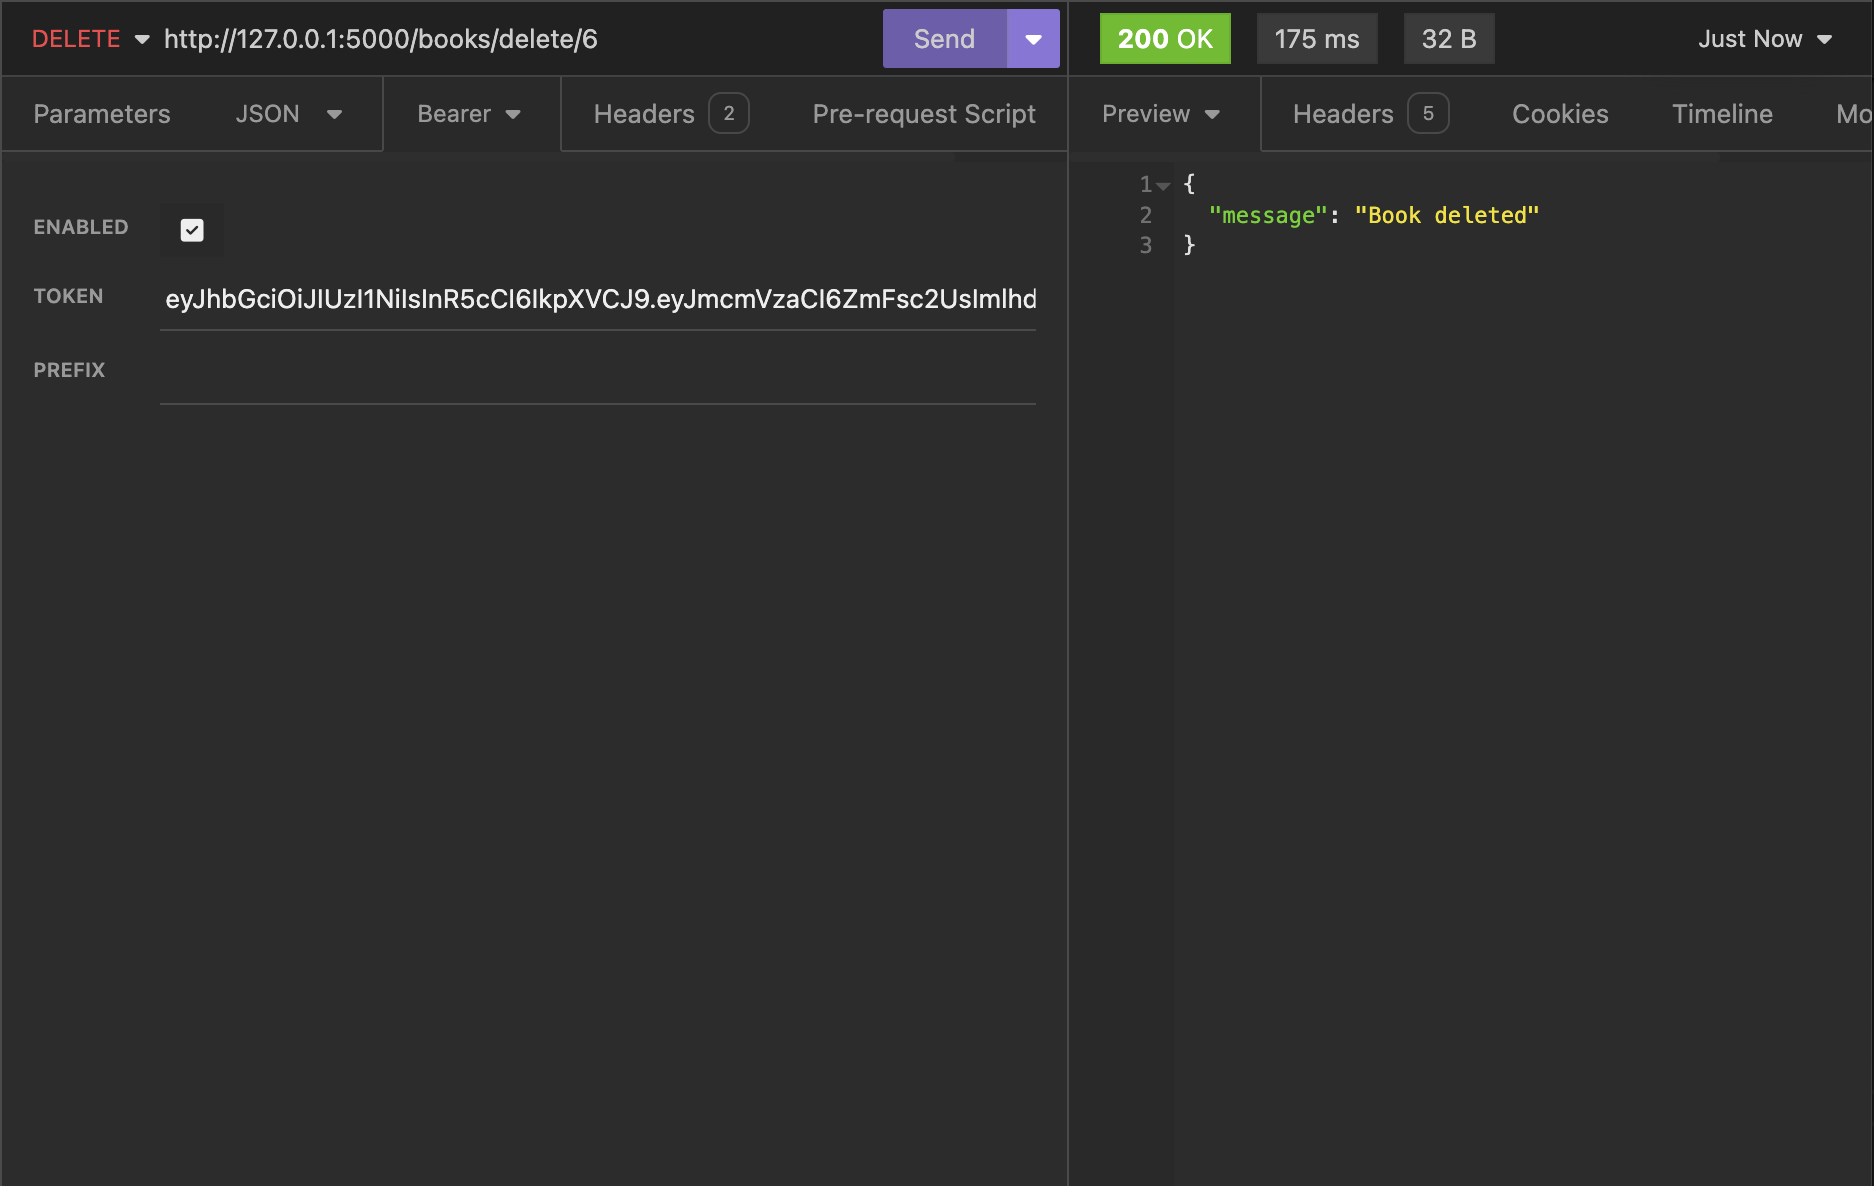 DELETE http://127.0.0.1:5000/books/delete/6 Send
200 OK 175 ms 32 B Just Now
Parameters JSON Bearer Headers 2 Pre-request Script
Preview Headers 5 Cookies Timeline Mo
ENABLED
TOKEN eyJhbGciOiJIUzI1NiIsInR5cCI6IkpXVCJ9.eyJmcmVzaCI6ZmFsc2UsImlhd
PREFIX
1 {
2 "message": "Book deleted"
3 }